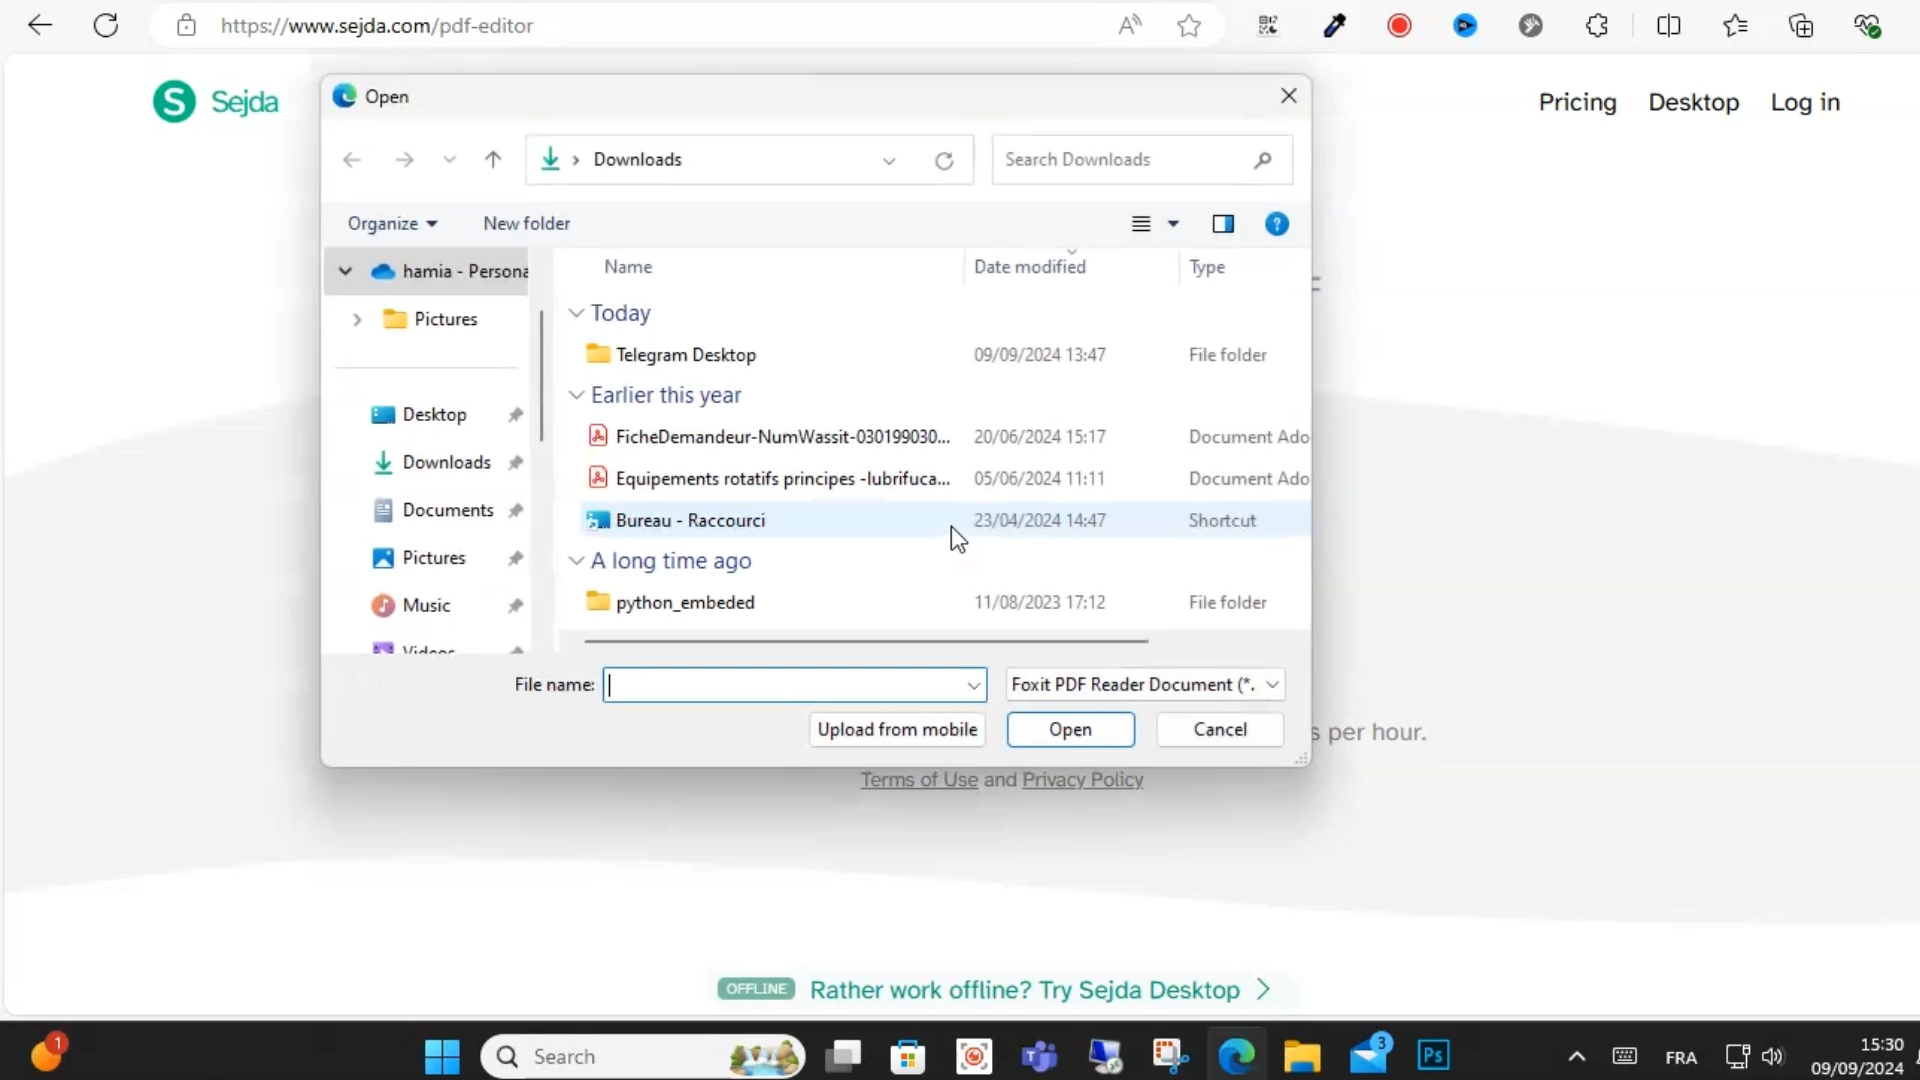 https://www.sejda.com/pdf-editor
Sejda
Pricing
Desktop
Log in
Open
Downloads
Search Downloads
Organize
New folder
hamia - Persona
Pictures
Desktop
Downloads
Documents
Pictures
Music
Videos
Name
Date modified
Type
Today
Telegram Desktop 09/09/2024 13:47 File folder
Earlier this year
FicheDemandeur-NumWassit-030199030... 20/06/2024 15:17 Document Ado
Equipements rotatifs principes -lubrifuca... 05/06/2024 11:11 Document Ado
Bureau - Raccourci 23/04/2024 14:47 Shortcut
A long time ago
python_embeded 11/08/2023 17:12 File folder
File name:
Foxit PDF Reader Document (*.
Upload from mobile
Open
Cancel
s per hour.
Terms of Use and Privacy Policy
OFFLINE Rather work offline? Try Sejda Desktop
1
Search
3
Ps
FRA
15:30
09/09/2024